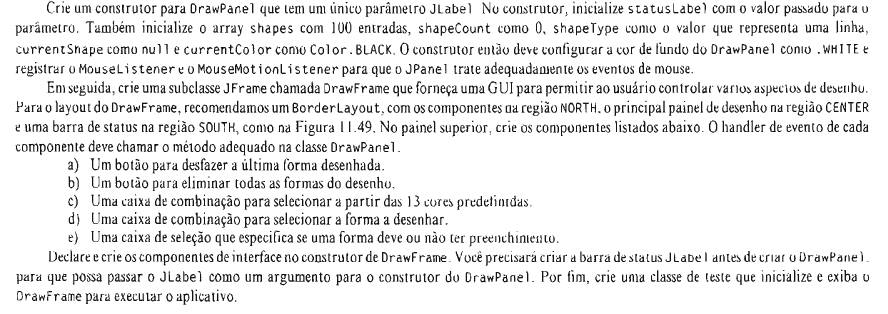 Crie um construtor para DrawPanel que tem um único parâmetro JLabel No construtor, inicialize statusLabel com o valor passado para o
parâmetro. Também inicialize o array shapes com 100 entradas, shapeCount como 0, shapeType como o valor que representa uma linha,
currentShape como null e currentColor como Color.BLACK. O construtor então deve configurar a cor de fundo do DrawPanel como .WHITE e
registrar o MouseListener e o MouseMotionListener para que o JPanel trate adequadamente os eventos de mouse.
Em seguida, crie uma subclasse JFrame chamada DrawFrame que forneça uma GUI para permitir ao usuário controlar vários aspectos de desenho.
Para o layout do DrawFrame, recomendamos um BorderLayout, com os componentes na região NORTH, o principal painel de desenho na região CENTER
e uma barra de status na região SOUTH, como na Figura 11.49. No painel superior, crie os componentes listados abaixo. O handler de evento de cada
componente deve chamar o método adequado na classe DrawPanel.
a) Um botão para desfazer a última forma desenhada.
b) Um botão para eliminar todas as formas do desenho.
c) Uma caixa de combinação para selecionar a partir das 13 cores predefinidas.
d) Uma caixa de combinação para selecionar a forma a desenhar.
e) Uma caixa de seleção que especifica se uma forma deve ou não ter preenchimento.
Declare e crie os componentes de interface no construtor de DrawFrame. Você precisará criar a barra de status JLabel antes de criar o DrawPanel,
para que possa passar o JLabel como um argumento para o construtor do DrawPanel. Por fim, crie uma classe de teste que inicialize e exiba o
DrawFrame para executar o aplicativo.